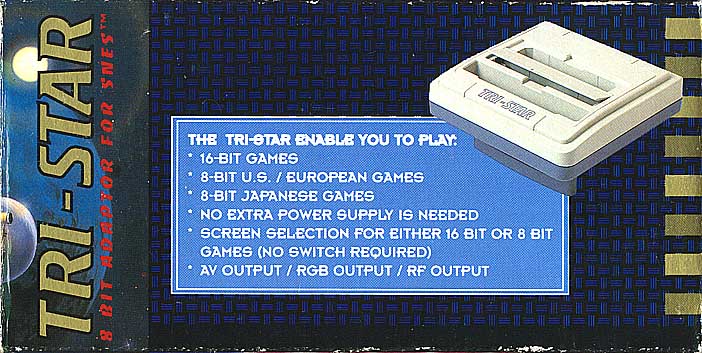 TRI-STAR
8 BIT ADAPTOR FOR SNES™
TRI-STAR
THE TRI-STAR ENABLE YOU TO PLAY:
* 16-BIT GAMES
* 8-BIT U.S. / EUROPEAN GAMES
* 8-BIT JAPANESE GAMES
* NO EXTRA POWER SUPPLY IS NEEDED
* SCREEN SELECTION FOR EITHER 16 BIT OR 8 BIT
GAMES (NO SWITCH REQUIRED)
* AV OUTPUT / RGB OUTPUT / RF OUTPUT